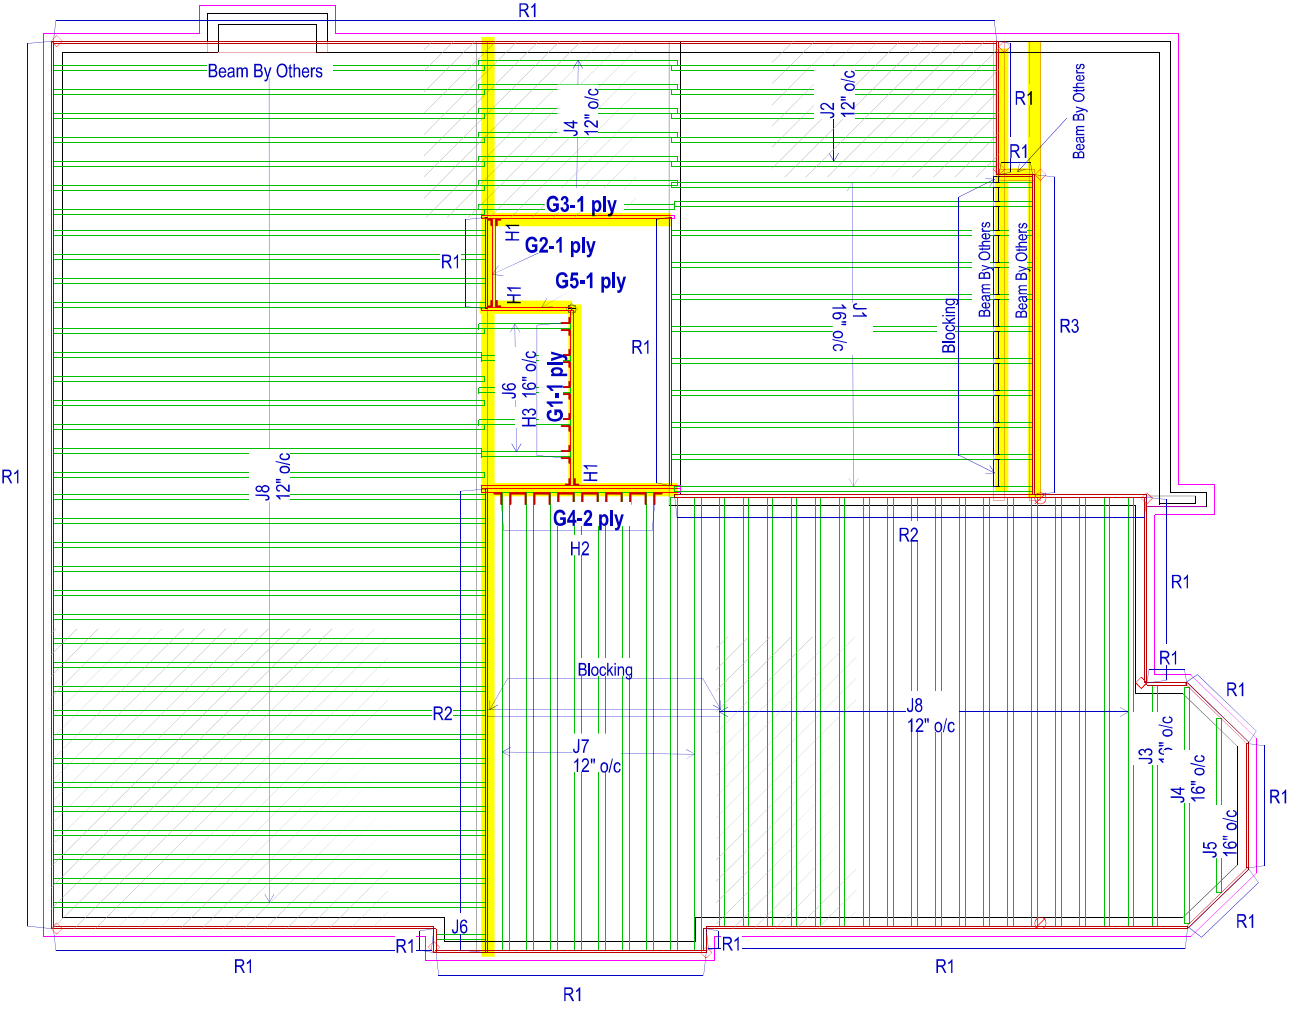 R1
Beam By Others
J4
12" o/c
J2
12" o/c
R1
Beam By Others
R1
G3-1 ply
H1
G2-1 ply
R1
G5-1 ply
H1
Beam By Others
Beam By Others
J1
16" o/c
Blocking
R3
R1
J6
H3 16" o/c
G1-1 ply
H1
R1
J8
12" o/c
G4-2 ply
H2
R2
R1
Blocking
R1
R1
R2
J8
12" o/c
J7
12" o/c
J3
16" o/c
J4
16" o/c
J5
16" o/c
R1
J6
R1
R1
R1
R1
R1
R1